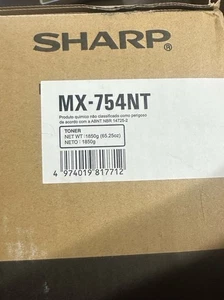 SHARP
MX-754NT
Produto químico não classificado como perigoso
de acordo com a ABNT NBR 14725-2
TONER
NET WT : 1850g (65.25oz)
NETO : 1850g
4 974019 817712